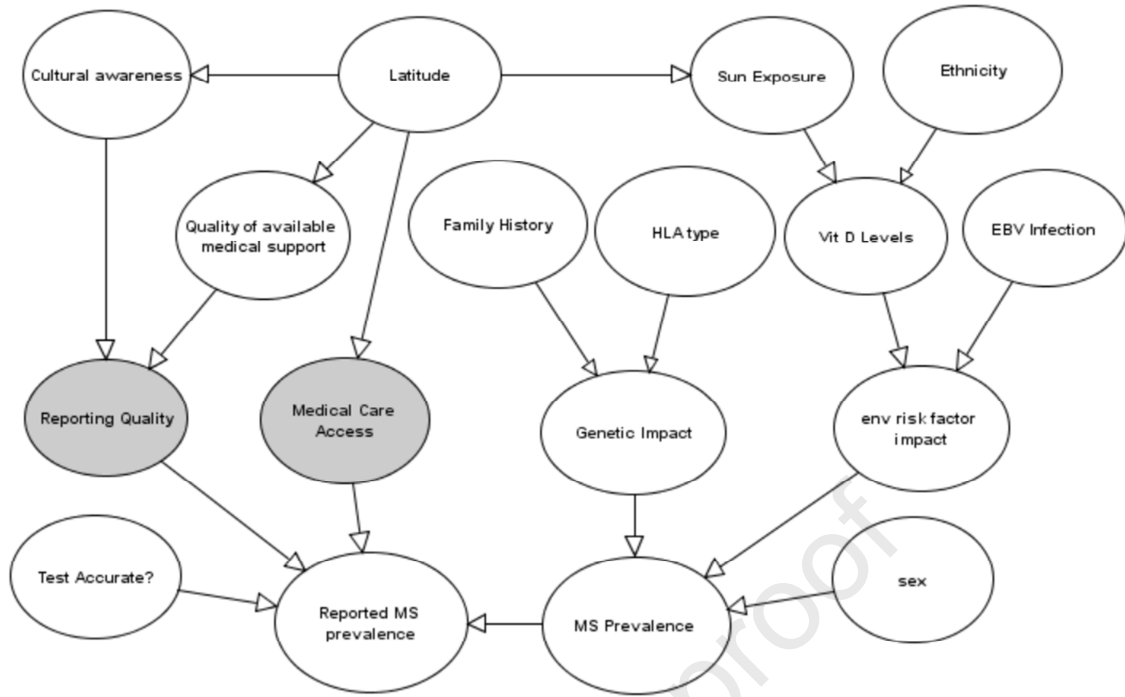 Cultural awareness
Latitude
Sun Exposure
Ethnicity
Quality of available
medical support
Family History
HLA type
Vit D Levels
EBV Infection
Reporting Quality
Medical Care
Access
Genetic Impact
env risk factor
impact
Test Accurate?
Reported MS
prevalence
MS Prevalence
sex
proof